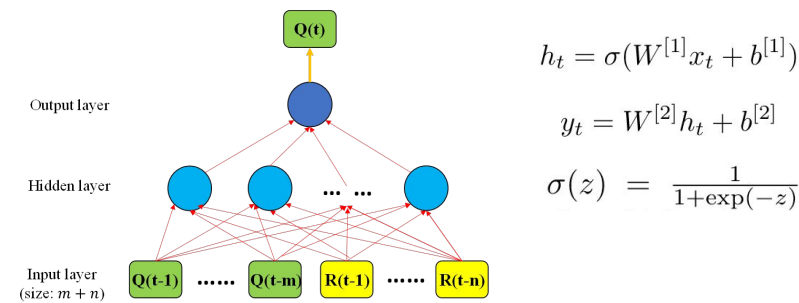 Q(t)
Output layer
Hidden layer
... ...
Input layer
(size: m + n)
Q(t-1) ...... Q(t-m) R(t-1) ...... R(t-n)
h_t = σ(W^{[1]}x_t + b^{[1]})
y_t = W^{[2]}h_t + b^{[2]}
σ(z) = \frac{1}{1+exp(−z)}